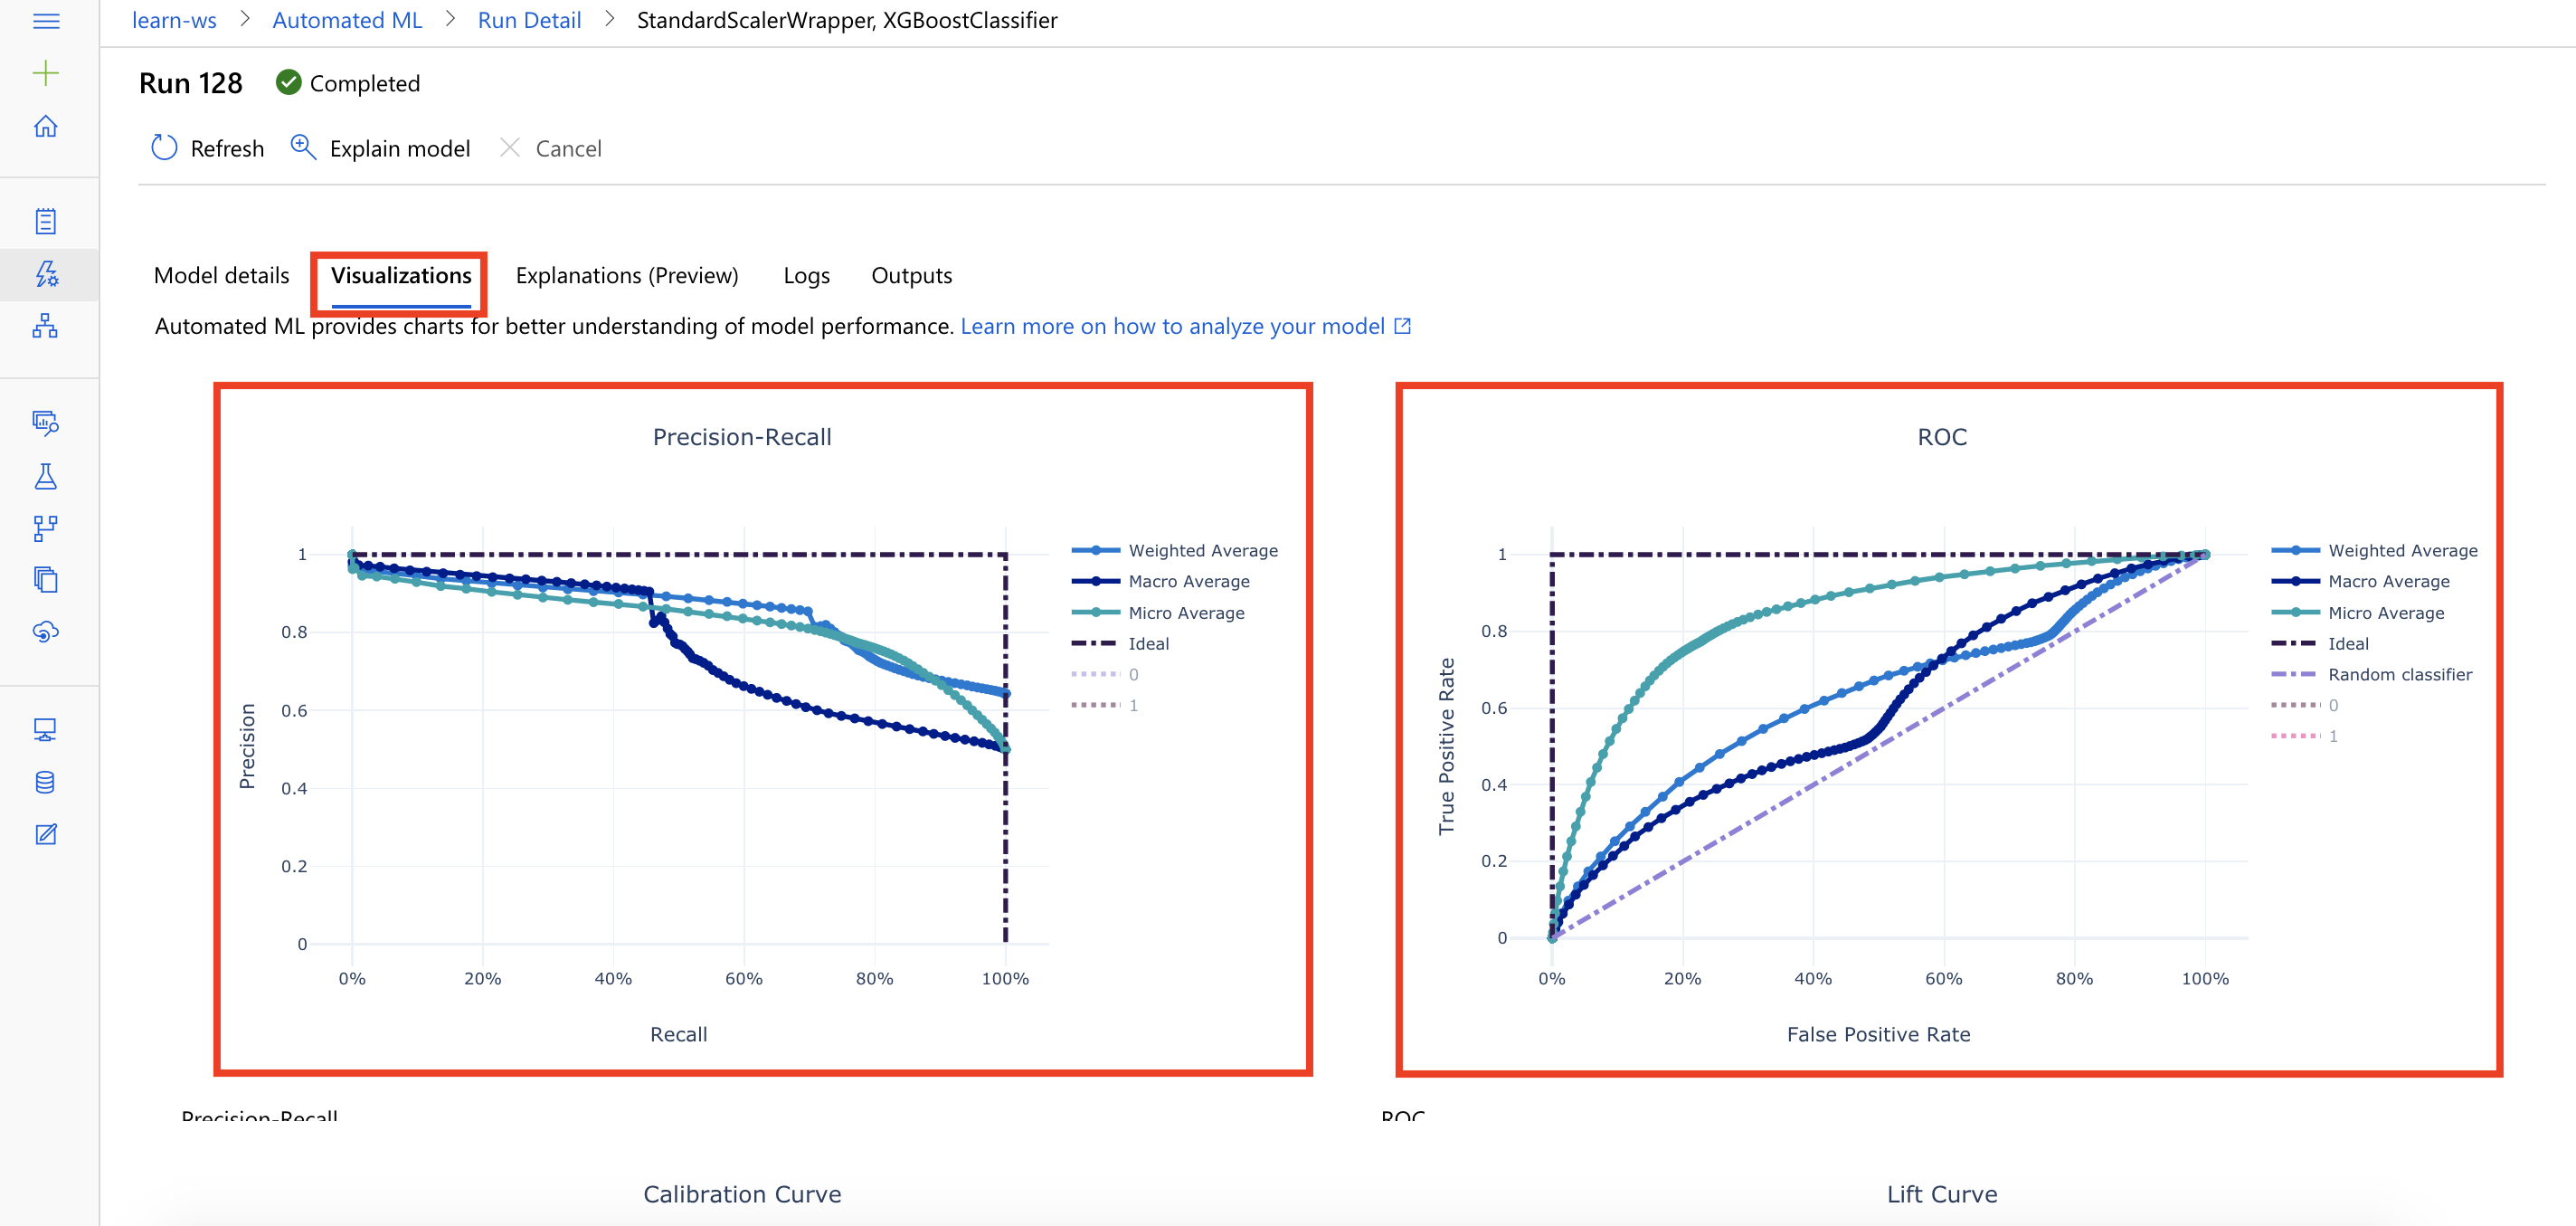 learn-ws > Automated ML > Run Detail > StandardScalerWrapper, XGBoostClassifier
Run 128 Completed
Refresh Explain model Cancel
Model details Visualizations Explanations (Preview) Logs Outputs
Automated ML provides charts for better understanding of model performance. Learn more on how to analyze your model
Precision-Recall
1
0.8
0.6
0.4
0.2
0
Precision
0% 20% 40% 60% 80% 100%
Recall
Weighted Average
Macro Average
Micro Average
Ideal
0
1
ROC
1
0.8
0.6
0.4
0.2
0
True Positive Rate
0% 20% 40% 60% 80% 100%
False Positive Rate
Weighted Average
Macro Average
Micro Average
Ideal
Random classifier
0
1
Precision-Recall
ROC
Calibration Curve
Lift Curve